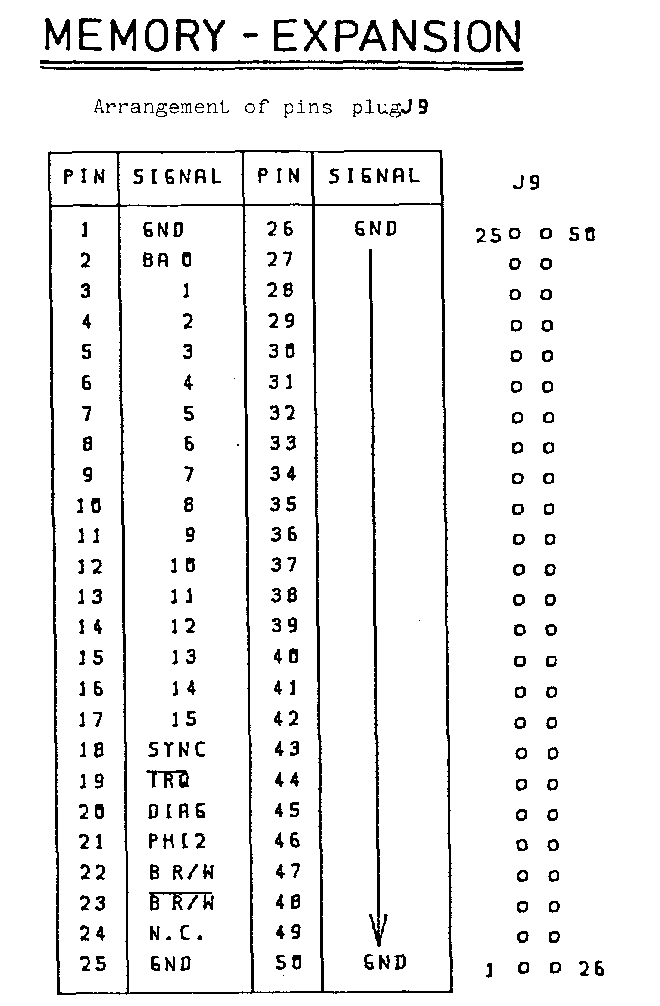 MEMORY - EXPANSION
Arrangement of pins plug J9
PIN SIGNAL PIN SIGNAL
J9
1 GND 26 GND
25 50
2 BA 0 27
3 1 28
4 2 29
5 3 30
6 4 31
7 5 32
8 6 33
9 7 34
10 8 35
11 9 36
12 10 37
13 11 38
14 12 39
15 13 40
16 14 41
17 15 42
18 SYNC 43
19 I̅R̅Q̅ 44
20 DIAG 45
21 PHI2 46
22 B R/W 47
23 B̅ ̅R̅/̅W̅ 48
24 N.C. 49
25 GND 50 GND
1 26